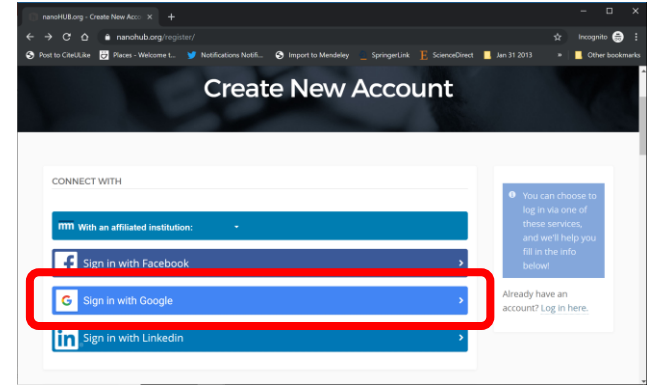 nanoHUB.org - Create New Acco
nanohub.org/register/
Incognito
Post to CiteULike
Places - Welcome t...
Notifications Notifi...
Import to Mendeley
SpringerLink
E ScienceDirect
Jan 31 2013
»
Other bookmarks
Create New Account
CONNECT WITH
With an affiliated institution:
f Sign in with Facebook
G Sign in with Google
in Sign in with Linkedin
You can choose to
log in via one of
these services,
and we'll help you
fill in the info
below!
Already have an
account? Log in here.